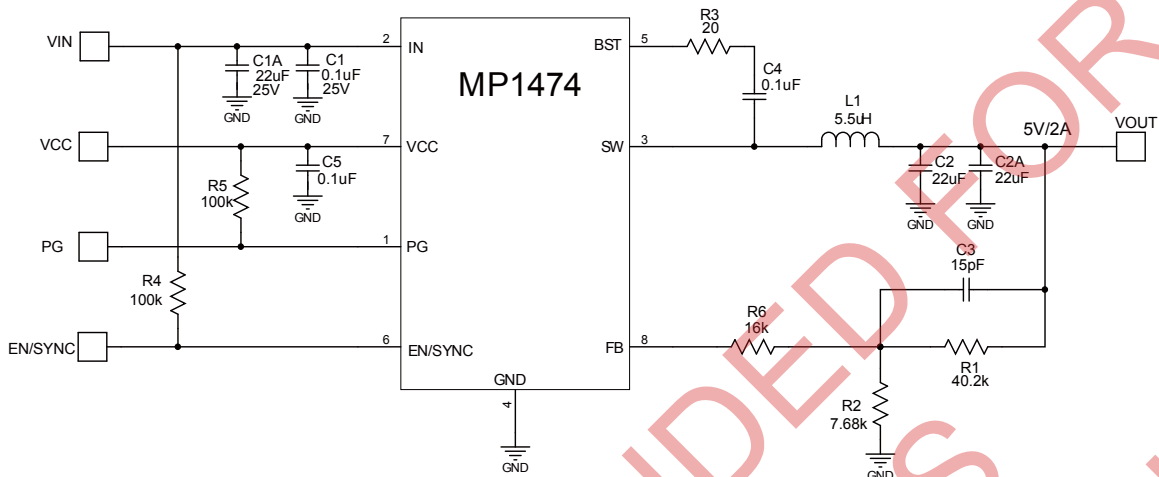 VIN
2
IN
C1A
22uF
25V
GND
C1
0.1uF
25V
GND
MP1474
BST
5
R3
20
C4
0.1uF
VCC
7
VCC
C5
0.1uF
GND
R5
100k
SW
3
L1
5.5uH
5V/2A
VOUT
C2
22uF
GND
C2A
22uF
GND
PG
1
PG
R4
100k
C3
15pF
EN/SYNC
6
EN/SYNC
FB
8
R6
16k
R1
40.2k
R2
7.68k
GND
GND
4
GND
NDED FOR
S